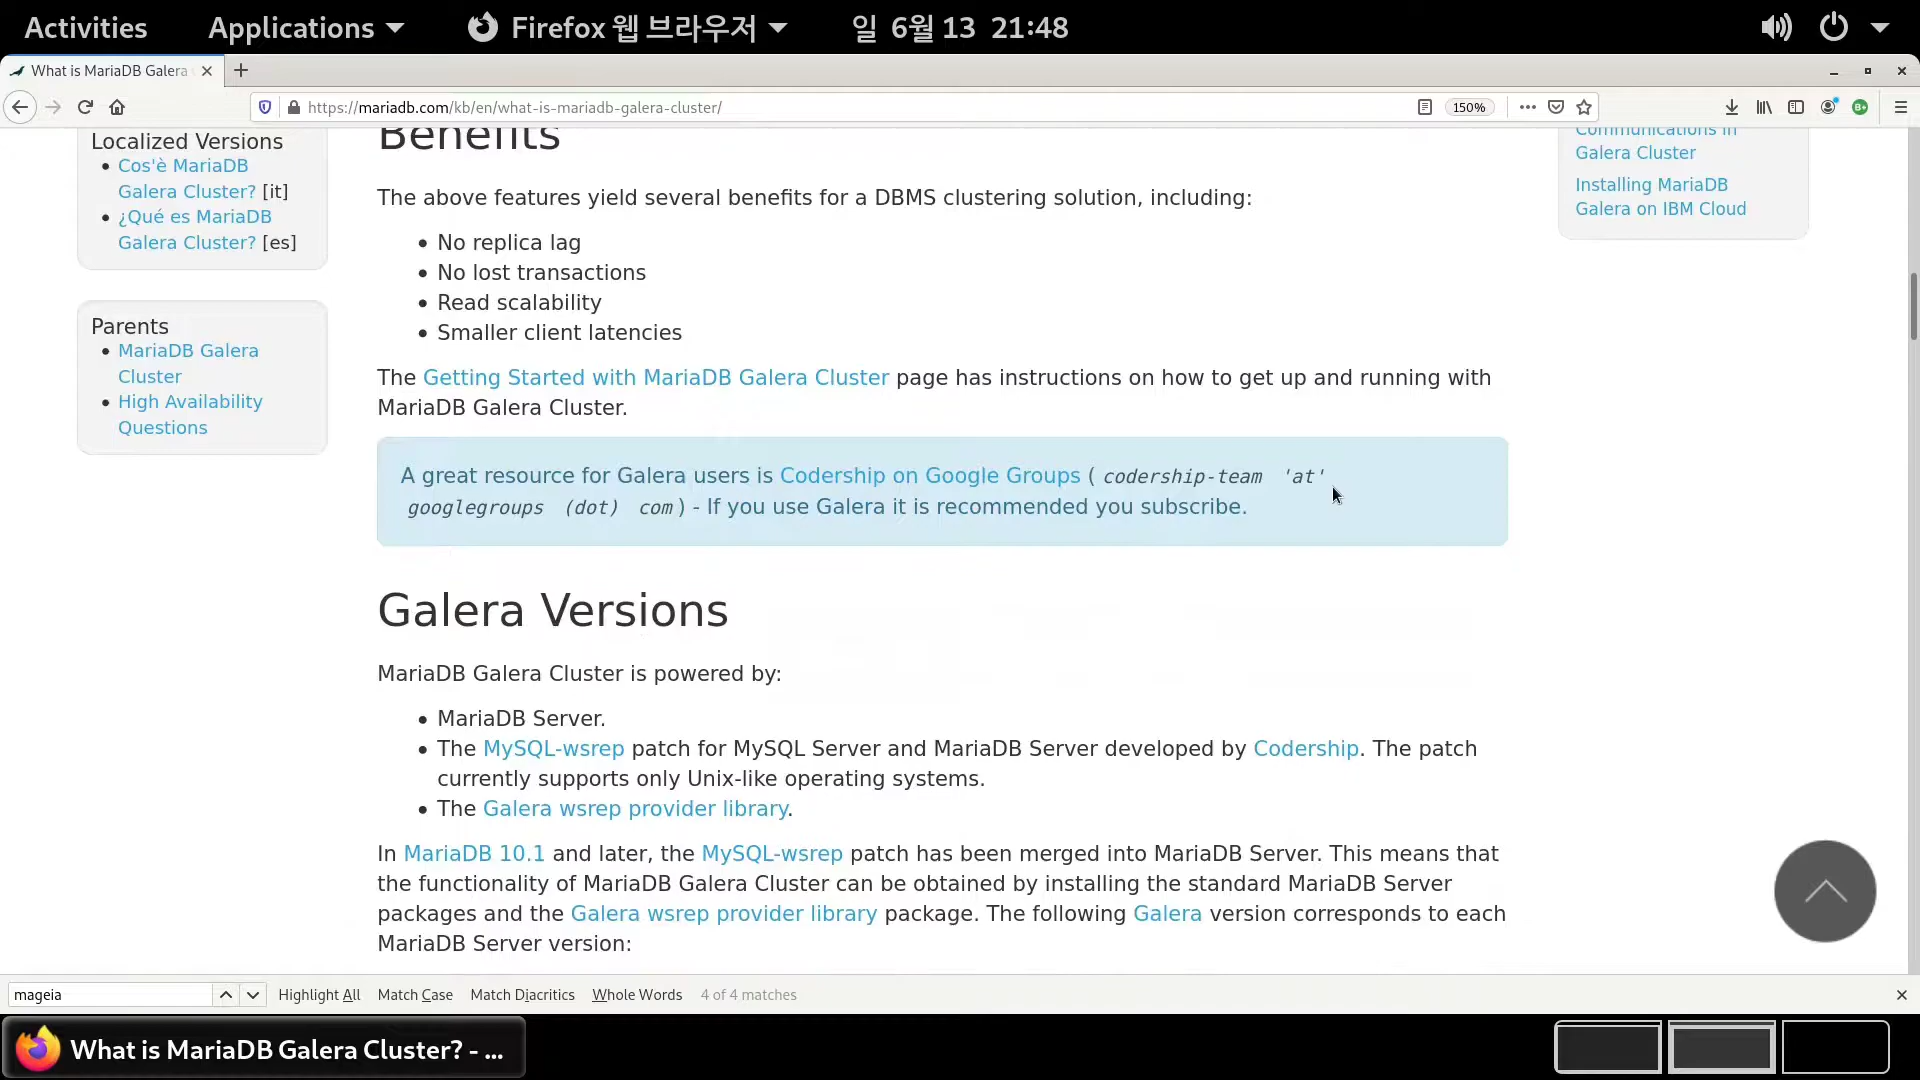 Activities Applications Firefox 웹 브라우저 일 6월 13 21:48
What is MariaDB Galera
https://mariadb.com/kb/en/what-is-mariadb-galera-cluster/ 150%
Localized Versions
Cos'è MariaDB
Galera Cluster? [it]
¿Qué es MariaDB
Galera Cluster? [es]
Parents
MariaDB Galera
Cluster
High Availability
Questions
Benefits
The above features yield several benefits for a DBMS clustering solution, including:
No replica lag
No lost transactions
Read scalability
Smaller client latencies
The Getting Started with MariaDB Galera Cluster page has instructions on how to get up and running with
MariaDB Galera Cluster.
A great resource for Galera users is Codership on Google Groups ( codership-team 'at'
googlegroups (dot) com ) - If you use Galera it is recommended you subscribe.
Galera Versions
MariaDB Galera Cluster is powered by:
MariaDB Server.
The MySQL-wsrep patch for MySQL Server and MariaDB Server developed by Codership. The patch
currently supports only Unix-like operating systems.
The Galera wsrep provider library.
In MariaDB 10.1 and later, the MySQL-wsrep patch has been merged into MariaDB Server. This means that
the functionality of MariaDB Galera Cluster can be obtained by installing the standard MariaDB Server
packages and the Galera wsrep provider library package. The following Galera version corresponds to each
MariaDB Server version:
Communications in
Galera Cluster
Installing MariaDB
Galera on IBM Cloud
mageia Highlight All Match Case Match Diacritics Whole Words 4 of 4 matches
What is MariaDB Galera Cluster? - ...